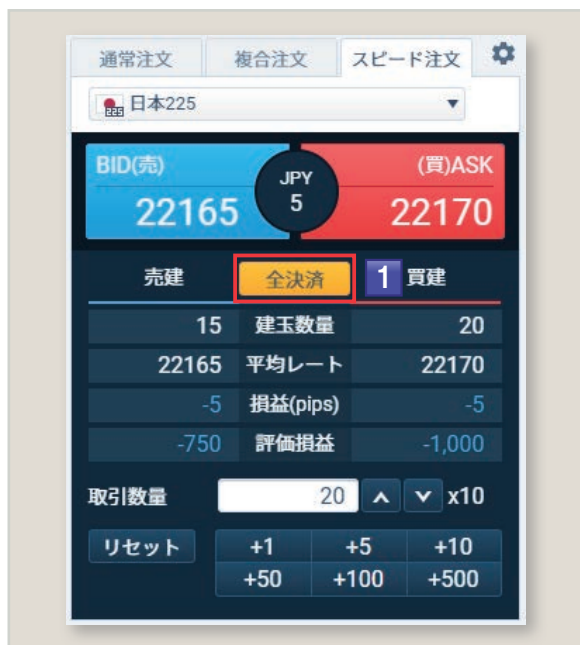 通常注文 複合注文 スピード注文
225 日本225
BID(売) JPY (買)ASK
22165 5 22170
売建 全決済 1 買建
15 建玉数量 20
22165 平均レート 22170
-5 損益(pips) -5
-750 評価損益 -1,000
取引数量 20 x10
リセット +1 +5 +10
+50 +100 +500